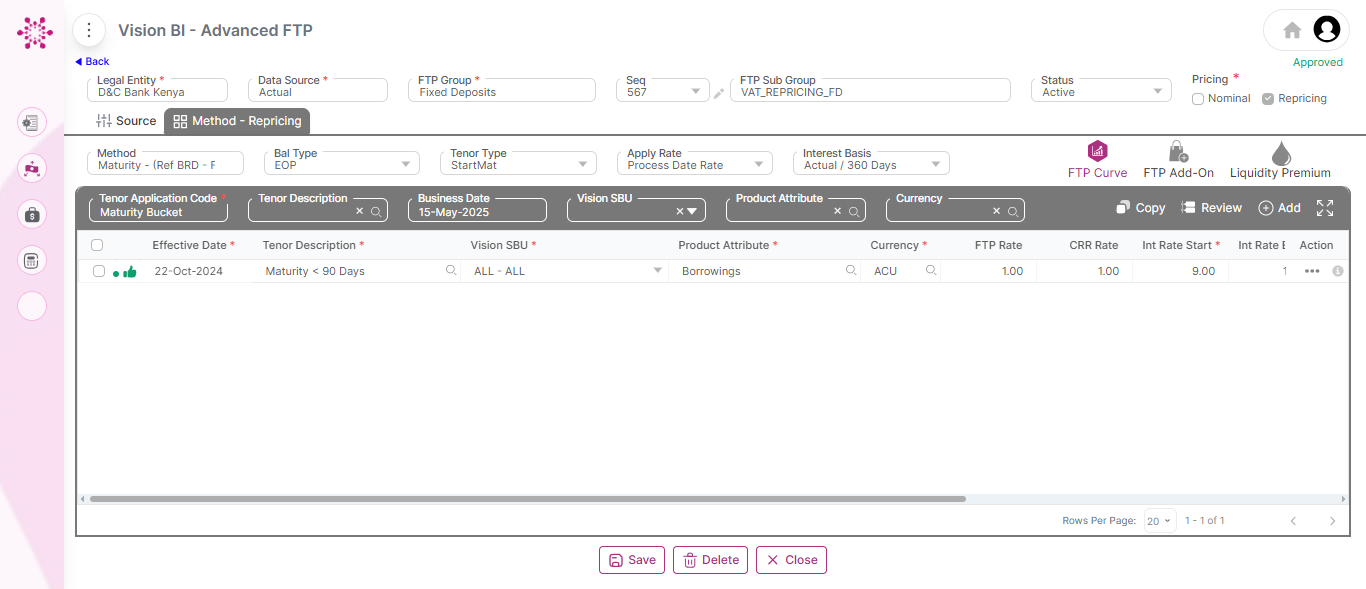 Vision BI - Advanced FTP
Back
Approved
Legal Entity * Data Source * FTP Group * Seq FTP Sub Group Status Pricing *
D&C Bank Kenya Actual Fixed Deposits 567 VAT_REPRICING_FD Active Nominal Repricing
Source Method - Repricing
Method Bal Type Tenor Type Apply Rate Interest Basis
Maturity - (Ref BRD - F EOP StartMat Process Date Rate Actual / 360 Days
FTP Curve FTP Add-On Liquidity Premium
Tenor Application Code * Tenor Description Business Date Vision SBU Product Attribute Currency
Maturity Bucket 15-May-2025 Copy Review Add
Effective Date * Tenor Description * Vision SBU * Product Attribute * Currency * FTP Rate CRR Rate Int Rate Start * Int Rate E Action
22-Oct-2024 Maturity < 90 Days ALL - ALL Borrowings ACU 1.00 1.00 9.00 1
Rows Per Page: 20 1 - 1 of 1
Save Delete Close